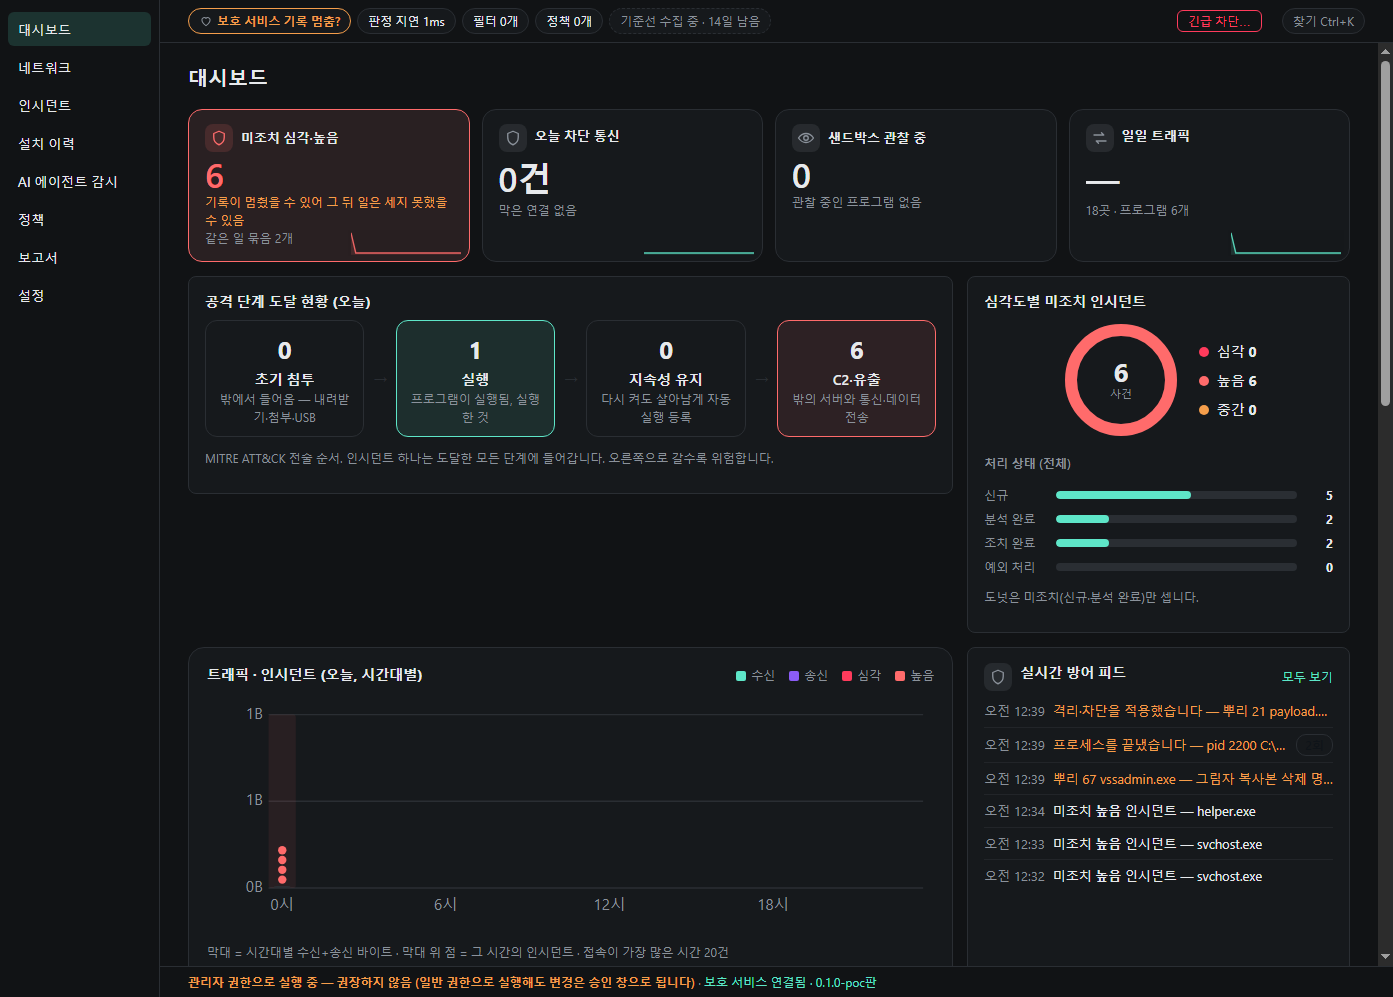 대시보드
네트워크
인시던트
설치 이력
AI 에이전트 감시
정책
보고서
설정
보호 서비스 기록 멈춤?
판정 지연 1ms
필터 0개
정책 0개
기준선 수집 중 · 14일 남음
긴급 차단...
찾기 Ctrl+K
대시보드
미조치 심각·높음
6
기록이 멈췄을 수 있어 그 뒤 일은 세지 못했을
수 있음
같은 일 묶음 2개
오늘 차단 통신
0건
막은 연결 없음
샌드박스 관찰 중
0
관찰 중인 프로그램 없음
일일 트래픽
—
18곳 · 프로그램 6개
공격 단계 도달 현황 (오늘)
0
초기 침투
밖에서 들어옴 — 내려받
기·첨부·USB
→
1
실행
프로그램이 실행됨, 실행
한 것
→
0
지속성 유지
다시 켜도 살아남게 자동
실행 등록
→
6
C2·유출
밖의 서버와 통신·데이터
전송
MITRE ATT&CK 전술 순서. 인시던트 하나는 도달한 모든 단계에 들어갑니다. 오른쪽으로 갈수록 위험합니다.
심각도별 미조치 인시던트
6
사건
심각 0
높음 6
중간 0
처리 상태 (전체)
신규 5
분석 완료 2
조치 완료 2
예외 처리 0
도넛은 미조치(신규·분석 완료)만 셉니다.
트래픽 · 인시던트 (오늘, 시간대별)
수신
송신
심각
높음
1B
1B
0B
0시
6시
12시
18시
막대 = 시간대별 수신+송신 바이트 · 막대 위 점 = 그 시간의 인시던트 · 접속이 가장 많은 시간 20건
실시간 방어 피드
모두 보기
오전 12:39 격리·차단을 적용했습니다 — 뿌리 21 payload....
오전 12:39 프로세스를 끝냈습니다 — pid 2200 C:\...
오전 12:39 뿌리 67 vssadmin.exe — 그림자 복사본 삭제 명...
오전 12:34 미조치 높음 인시던트 — helper.exe
오전 12:33 미조치 높음 인시던트 — svchost.exe
오전 12:32 미조치 높음 인시던트 — svchost.exe
관리자 권한으로 실행 중 — 권장하지 않음 (일반 권한으로 실행해도 변경은 승인 창으로 됩니다) · 보호 서비스 연결됨 · 0.1.0-poc판